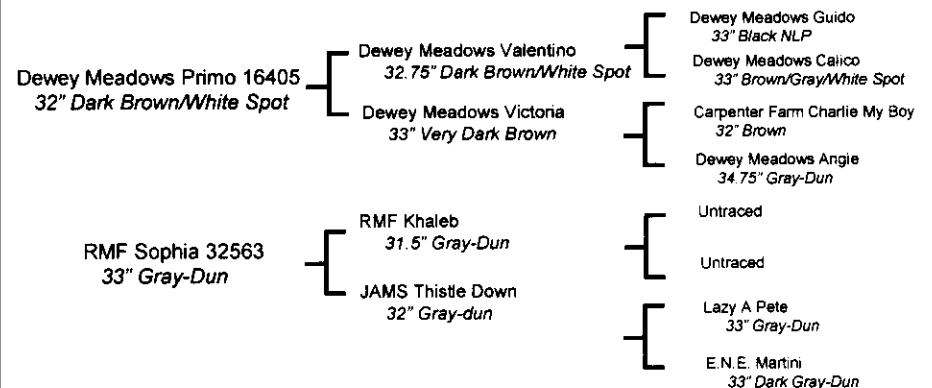 Dewey Meadows Primo 16405
32" Dark Brown/White Spot
Dewey Meadows Valentino
32.75" Dark Brown/White Spot
Dewey Meadows Guido
33" Black NLP
Dewey Meadows Calico
33" Brown/Gray/White Spot
Dewey Meadows Victoria
33" Very Dark Brown
Carpenter Farm Charlie My Boy
32" Brown
Dewey Meadows Angie
34.75" Gray-Dun
RMF Sophia 32563
33" Gray-Dun
RMF Khaleb
31.5" Gray-Dun
Untraced
Untraced
JAMS Thistle Down
32" Gray-dun
Lazy A Pete
33" Gray-Dun
E.N.E. Martini
33" Dark Gray-Dun